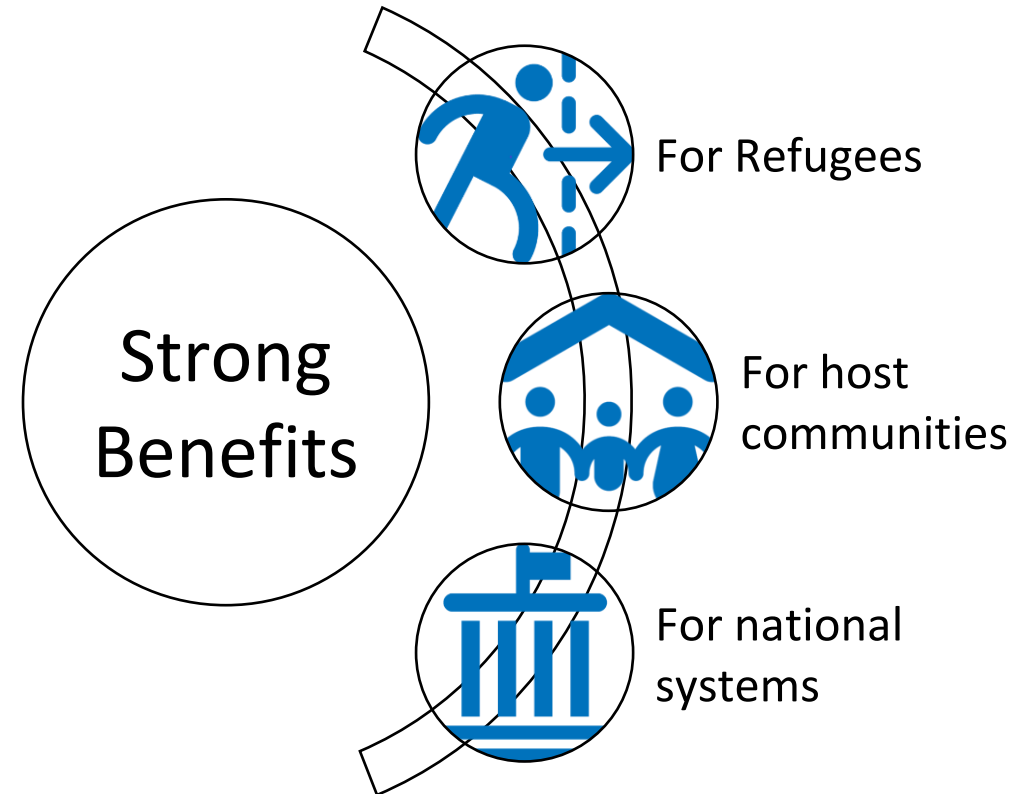 Strong
Benefits
For Refugees
For host
communities
For national
systems